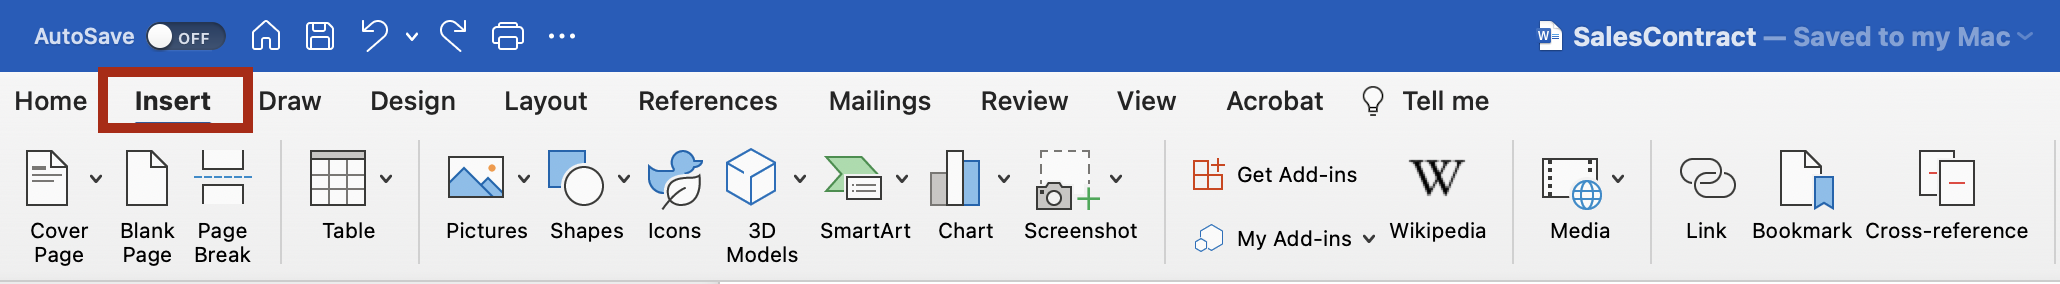 AutoSave OFF
SalesContract — Saved to my Mac
Home Insert Draw Design Layout References Mailings Review View Acrobat Tell me
Cover Page
Blank Page
Page Break
Table
Pictures
Shapes
Icons
3D Models
SmartArt
Chart
Screenshot
Get Add-ins
My Add-ins
W
Wikipedia
Media
Link
Bookmark
Cross-reference